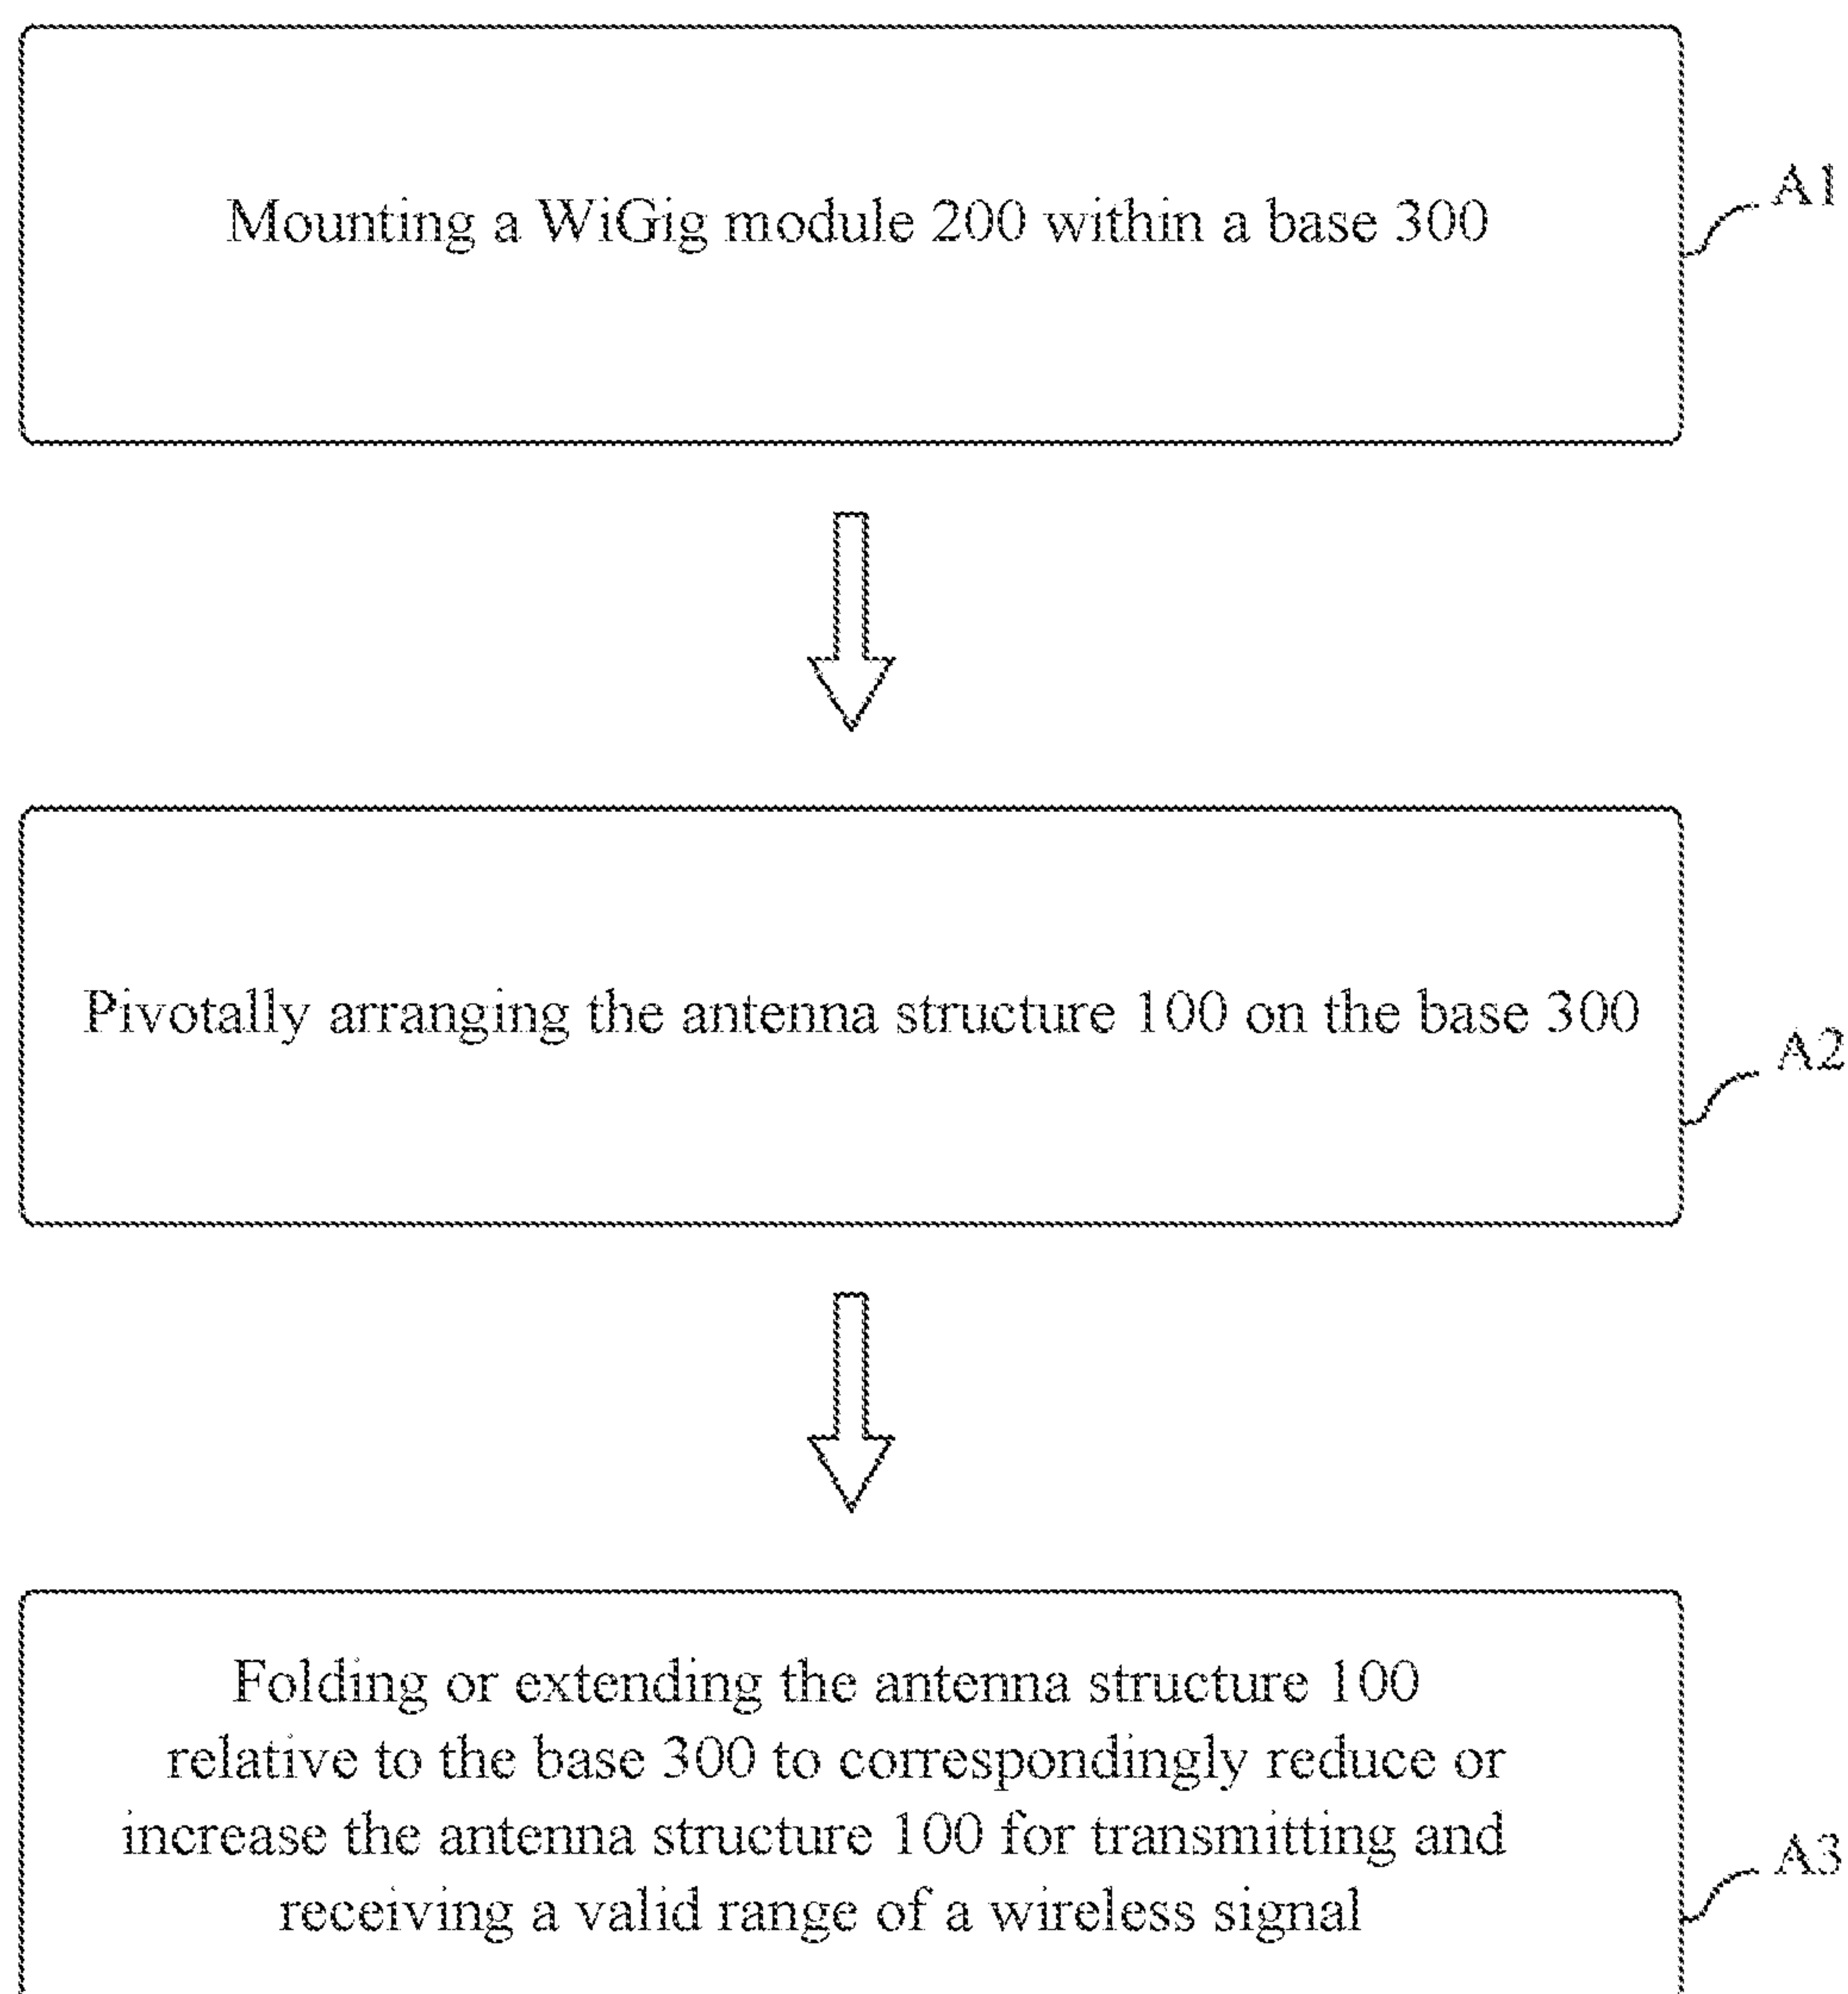 Mounting a WiGig module 200 within a base 300
A1
Pivotally arranging the antenna structure 100 on the base 300
A2
Folding or extending the antenna structure 100
relative to the base 300 to correspondingly reduce or
increase the antenna structure 100 for transmitting and
receiving a valid range of a wireless signal
A3